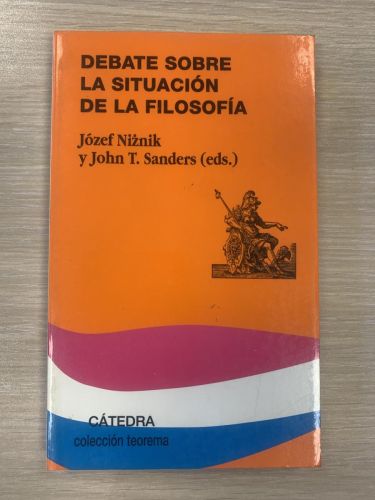 DEBATE SOBRE
LA SITUACIÓN
DE LA FILOSOFÍA
Józef Niżnik
y John T. Sanders (eds.)
CÁTEDRA
colección teorema